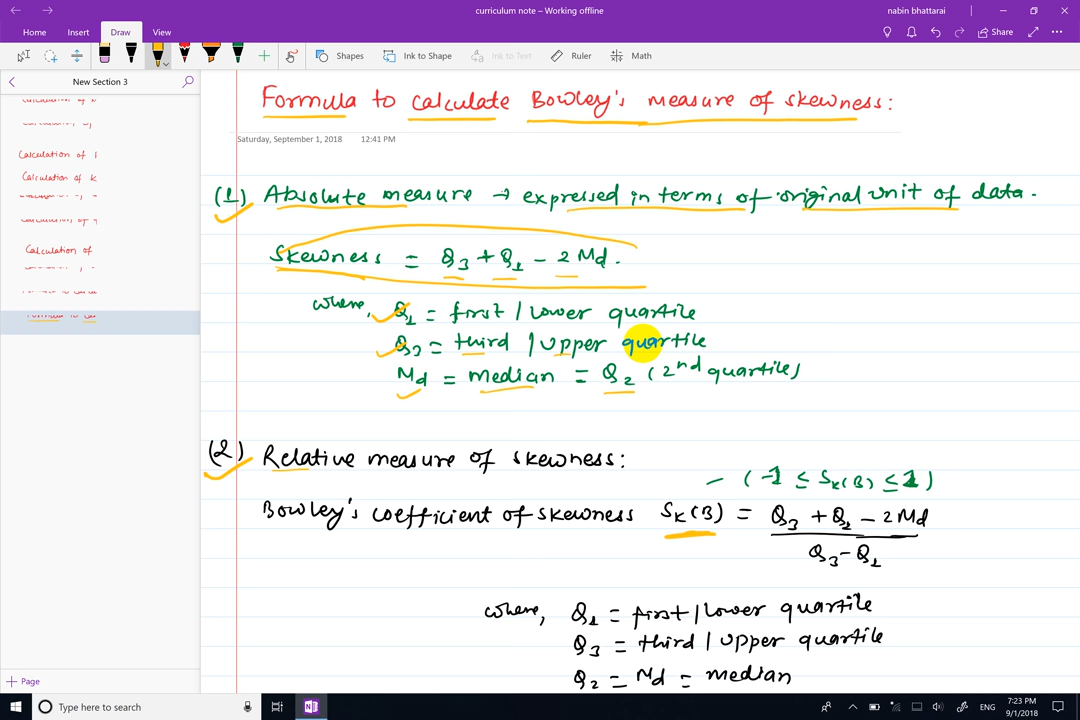 curriculum note – Working offline
nabin bhattarai
Home Insert Draw View
Share
Shapes Ink to Shape Ink to Text Ruler Math
New Section 3
Calculation of
Calculation of k
Calculation of
+ Page
Formula to calculate Bowley's measure of skewness:
Saturday, September 1, 2018 12:41 PM
(1) Absolute measure → expressed in terms of original unit of data.
Skewness = Q3 + Q1 - 2 Md.
where, Q1 = first / lower quartile
Q3 = third / upper quartile
Md = median = Q2 (2nd quartile)
(2) Relative measure of skewness:
- (-1 ≤ Sk(B) ≤ 1)
Bowley's coefficient of skewness Sk(B) = Q3 + Q1 - 2Md
Q3 - Q1
where, Q1 = first / lower quartile
Q3 = third / upper quartile
Q2 = Md = median
Type here to search
ENG
7:23 PM
9/1/2018